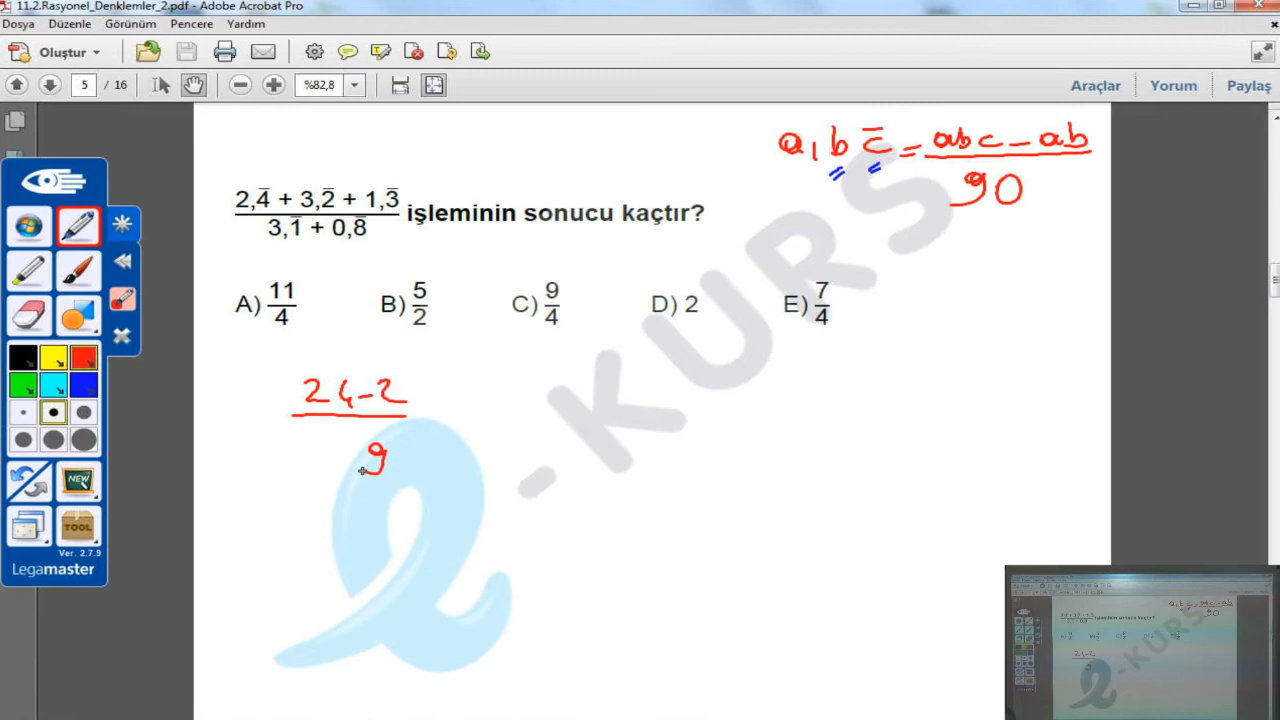 11.2.Rasyonel_Denklemler_2.pdf - Adobe Acrobat Pro
Dosya Düzenle Görünüm Pencere Yardım
Oluştur
5 / 16 %82,8 Araçlar Yorum Paylaş
a,b c̅ = abc - ab / 90
(2,4̅ + 3,2̅ + 1,3̅) / (3,1̅ + 0,8̅) işleminin sonucu kaçtır?
A) 11/4 B) 5/2 C) 9/4 D) 2 E) 7/4
24-2 / 9
e-KURS
NEW
TOOL
Ver. 2.7.9
Legamaster